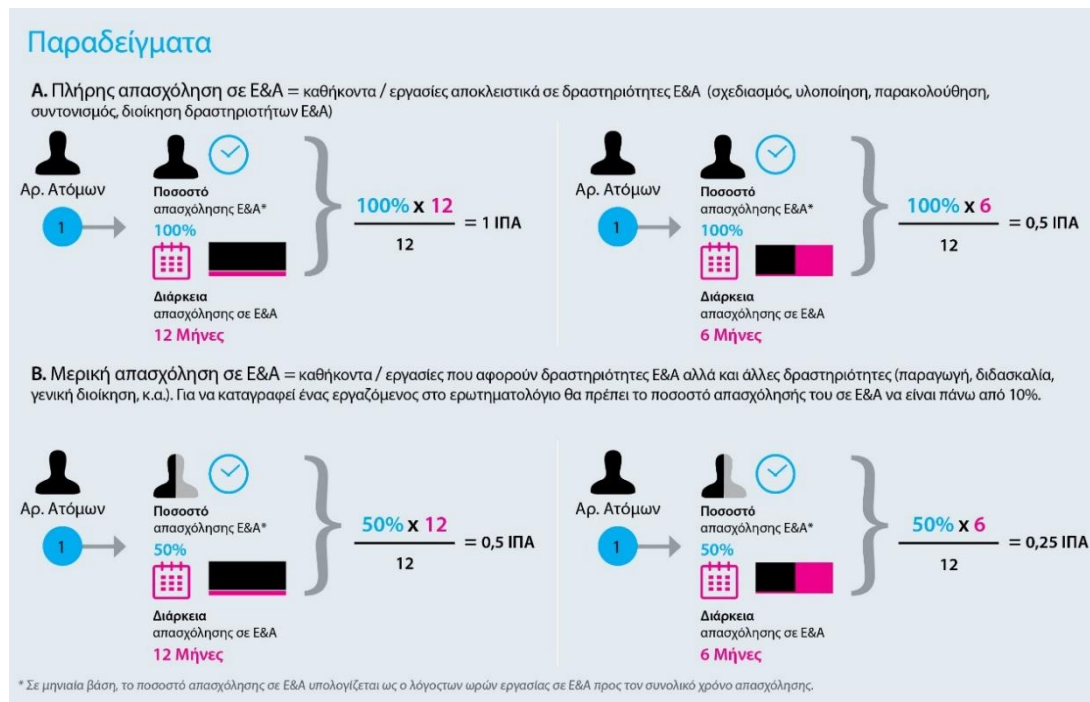 Παραδείγματα
Α. Πλήρης απασχόληση σε Ε&Α = καθήκοντα / εργασίες αποκλειστικά σε δραστηριότητες Ε&Α (σχεδιασμός, υλοποίηση, παρακολούθηση,
συντονισμός, διοίκηση δραστηριοτήτων Ε&Α)
Αρ. Ατόμων
1
Ποσοστό
απασχόλησης Ε&Α*
100%
Διάρκεια
απασχόλησης σε Ε&Α
12 Μήνες
100% x 12
12
= 1 ΙΠΑ
Αρ. Ατόμων
1
Ποσοστό
απασχόλησης Ε&Α*
100%
Διάρκεια
απασχόλησης σε Ε&Α
6 Μήνες
100% x 6
12
= 0,5 ΙΠΑ
Β. Μερική απασχόληση σε Ε&Α = καθήκοντα / εργασίες που αφορούν δραστηριότητες Ε&Α αλλά και άλλες δραστηριότητες (παραγωγή, διδασκαλία,
γενική διοίκηση, κ.α.). Για να καταγραφεί ένας εργαζόμενος στο ερωτηματολόγιο θα πρέπει το ποσοστό απασχόλησής του σε Ε&Α να είναι πάνω από 10%.
Αρ. Ατόμων
1
Ποσοστό
απασχόλησης Ε&Α*
50%
Διάρκεια
απασχόλησης σε Ε&Α
12 Μήνες
50% x 12
12
= 0,5 ΙΠΑ
Αρ. Ατόμων
1
Ποσοστό
απασχόλησης Ε&Α*
50%
Διάρκεια
απασχόλησης σε Ε&Α
6 Μήνες
50% x 6
12
= 0,25 ΙΠΑ
* Σε μηνιαία βάση, το ποσοστό απασχόλησης σε Ε&Α υπολογίζεται ως ο λόγοςτων ωρών εργασίας σε Ε&Α προς τον συνολικό χρόνο απασχόλησης.